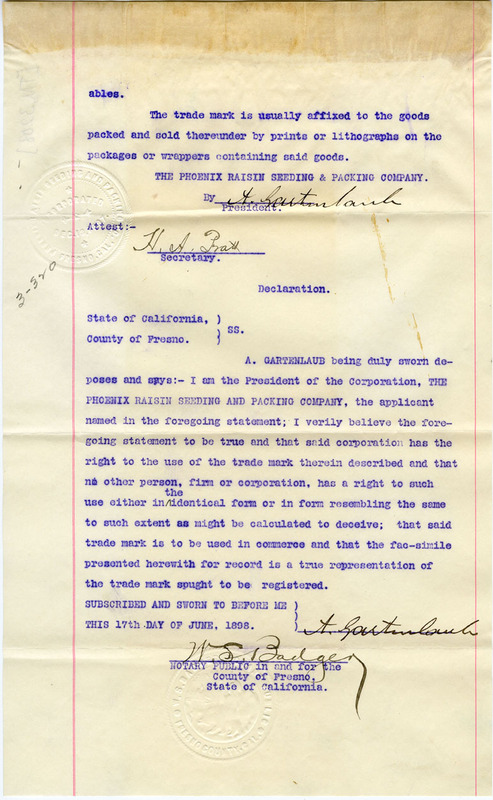 ables.
The trade mark is usually affixed to the goods
packed and sold thereunder by prints or lithographs on the
packages or wrappers containing said goods.
THE PHOENIX RAISIN SEEDING & PACKING COMPANY.
By A. Gartenlaub
President.
Attest:-
H. A. Pratt
Secretary.
3-320
Declaration.
State of California, )
) SS.
County of Fresno. )
A. GARTENLAUB being duly sworn de-
poses and says:- I am the President of the Corporation, THE
PHOENIX RAISIN SEEDING AND PACKING COMPANY, the applicant
named in the foregoing statement; I verily believe the fore-
going statement to be true and that said corporation has the
right to the use of the trade mark therein described and that
no other person, firm or corporation, has a right to such
use either in/the identical form or in form resembling the same
to such extent as might be calculated to deceive; that said
trade mark is to be used in commerce and that the fac-simile
presented herewith for record is a true representation of
the trade mark spught to be registered.
SUBSCRIBED AND SWORN TO BEFORE ME )
THIS 17th DAY OF JUNE, 1898. ) A. Gartenlaub
W. S. Badger
NOTARY PUBLIC in and for the
County of Fresno,
State of California.